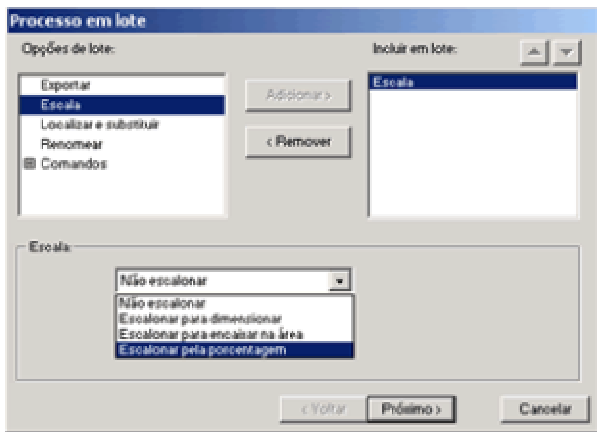 Processo em lote
Opções de lote:
Incluir em lote:
Exportar
Escala
Localizar e substituir
Renomear
Comandos
Adicionar >
< Remover
Escala
Escala
Não escalonar
Não escalonar
Escalonar para dimensionar
Escalonar para encaixar na área
Escalonar pela porcentagem
< Voltar
Próximo >
Cancelar